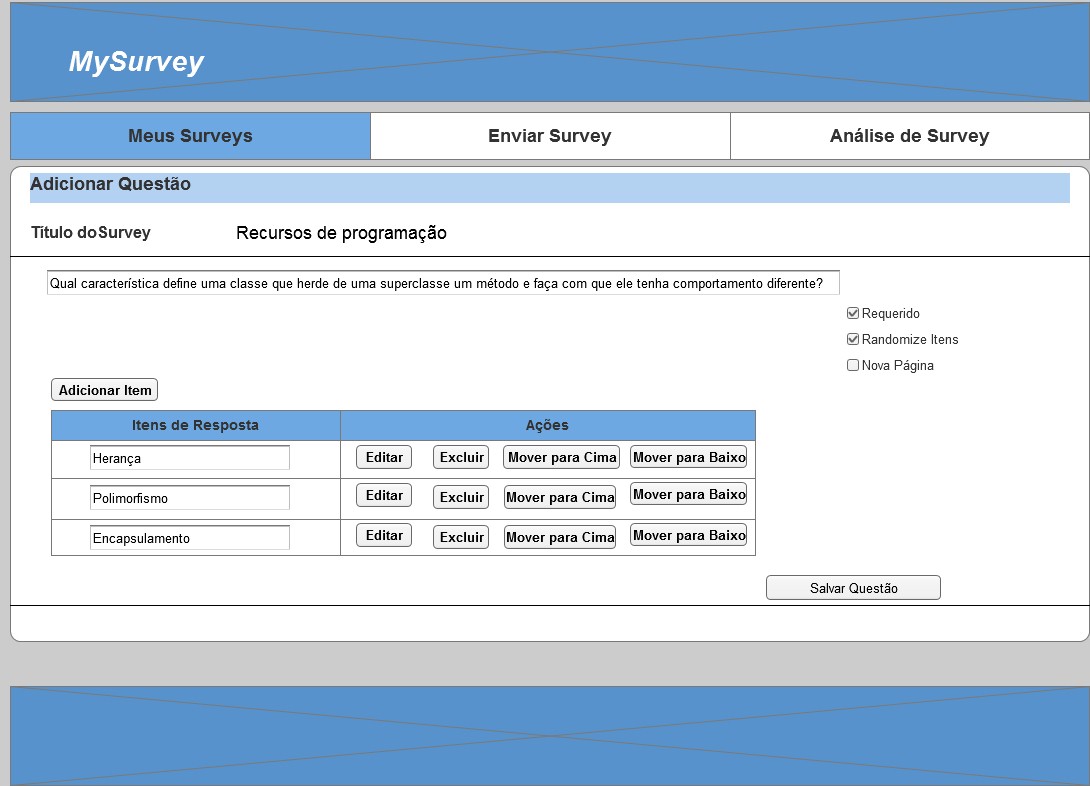 MySurvey
Meus Surveys Enviar Survey Análise de Survey
Adicionar Questão
Título do Survey Recursos de programação
Qual característica define uma classe que herde de uma superclasse um método e faça com que ele tenha comportamento diferente?
Requerido
Randomize Itens
Nova Página
Adicionar Item
Itens de Resposta Ações
Herança Editar Excluir Mover para Cima Mover para Baixo
Polimorfismo Editar Excluir Mover para Cima Mover para Baixo
Encapsulamento Editar Excluir Mover para Cima Mover para Baixo
Salvar Questão